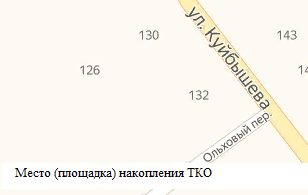 ул. Куйбышева
143
130
126
132
Ольховый пер.
Место (площадка) накопления ТКО